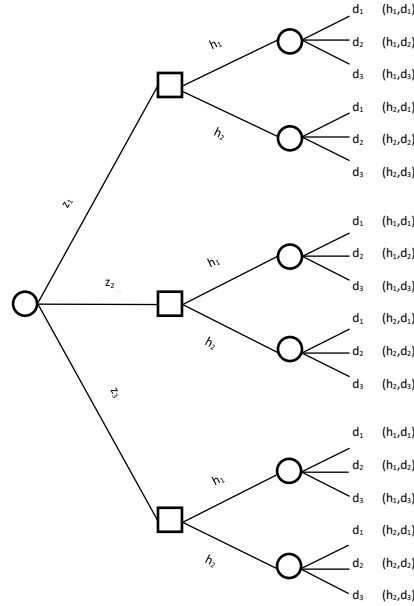 d₁ (h₁,d₁)
h₁
d₂ (h₁,d₂)
d₃ (h₁,d₃)
d₁ (h₂,d₁)
h₂
d₂ (h₂,d₂)
d₃ (h₂,d₃)
z₁
d₁ (h₁,d₁)
h₁
d₂ (h₁,d₂)
d₃ (h₁,d₃)
z₂
d₁ (h₂,d₁)
h₂
d₂ (h₂,d₂)
d₃ (h₂,d₃)
z₃
d₁ (h₁,d₁)
h₁
d₂ (h₁,d₂)
d₃ (h₁,d₃)
d₁ (h₂,d₁)
h₂
d₂ (h₂,d₂)
d₃ (h₂,d₃)